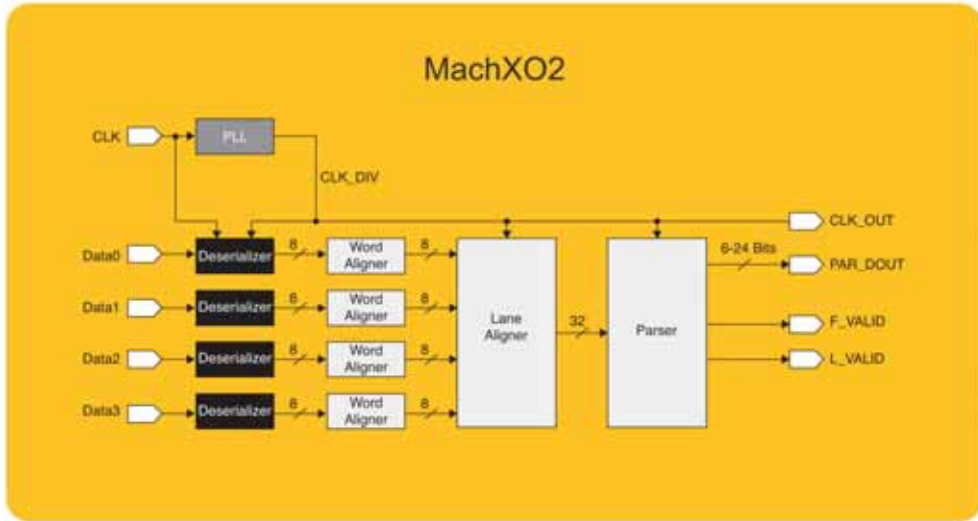 MachXO2
CLK
PLL
CLK_DIV
CLK_OUT
Data0
Deserializer
8
Word
Aligner
8
6-24 Bits
PAR_DOUT
Data1
Deserializer
8
Word
Aligner
8
Lane
Aligner
32
Parser
F_VALID
Data2
Deserializer
8
Word
Aligner
8
L_VALID
Data3
Deserializer
8
Word
Aligner
8